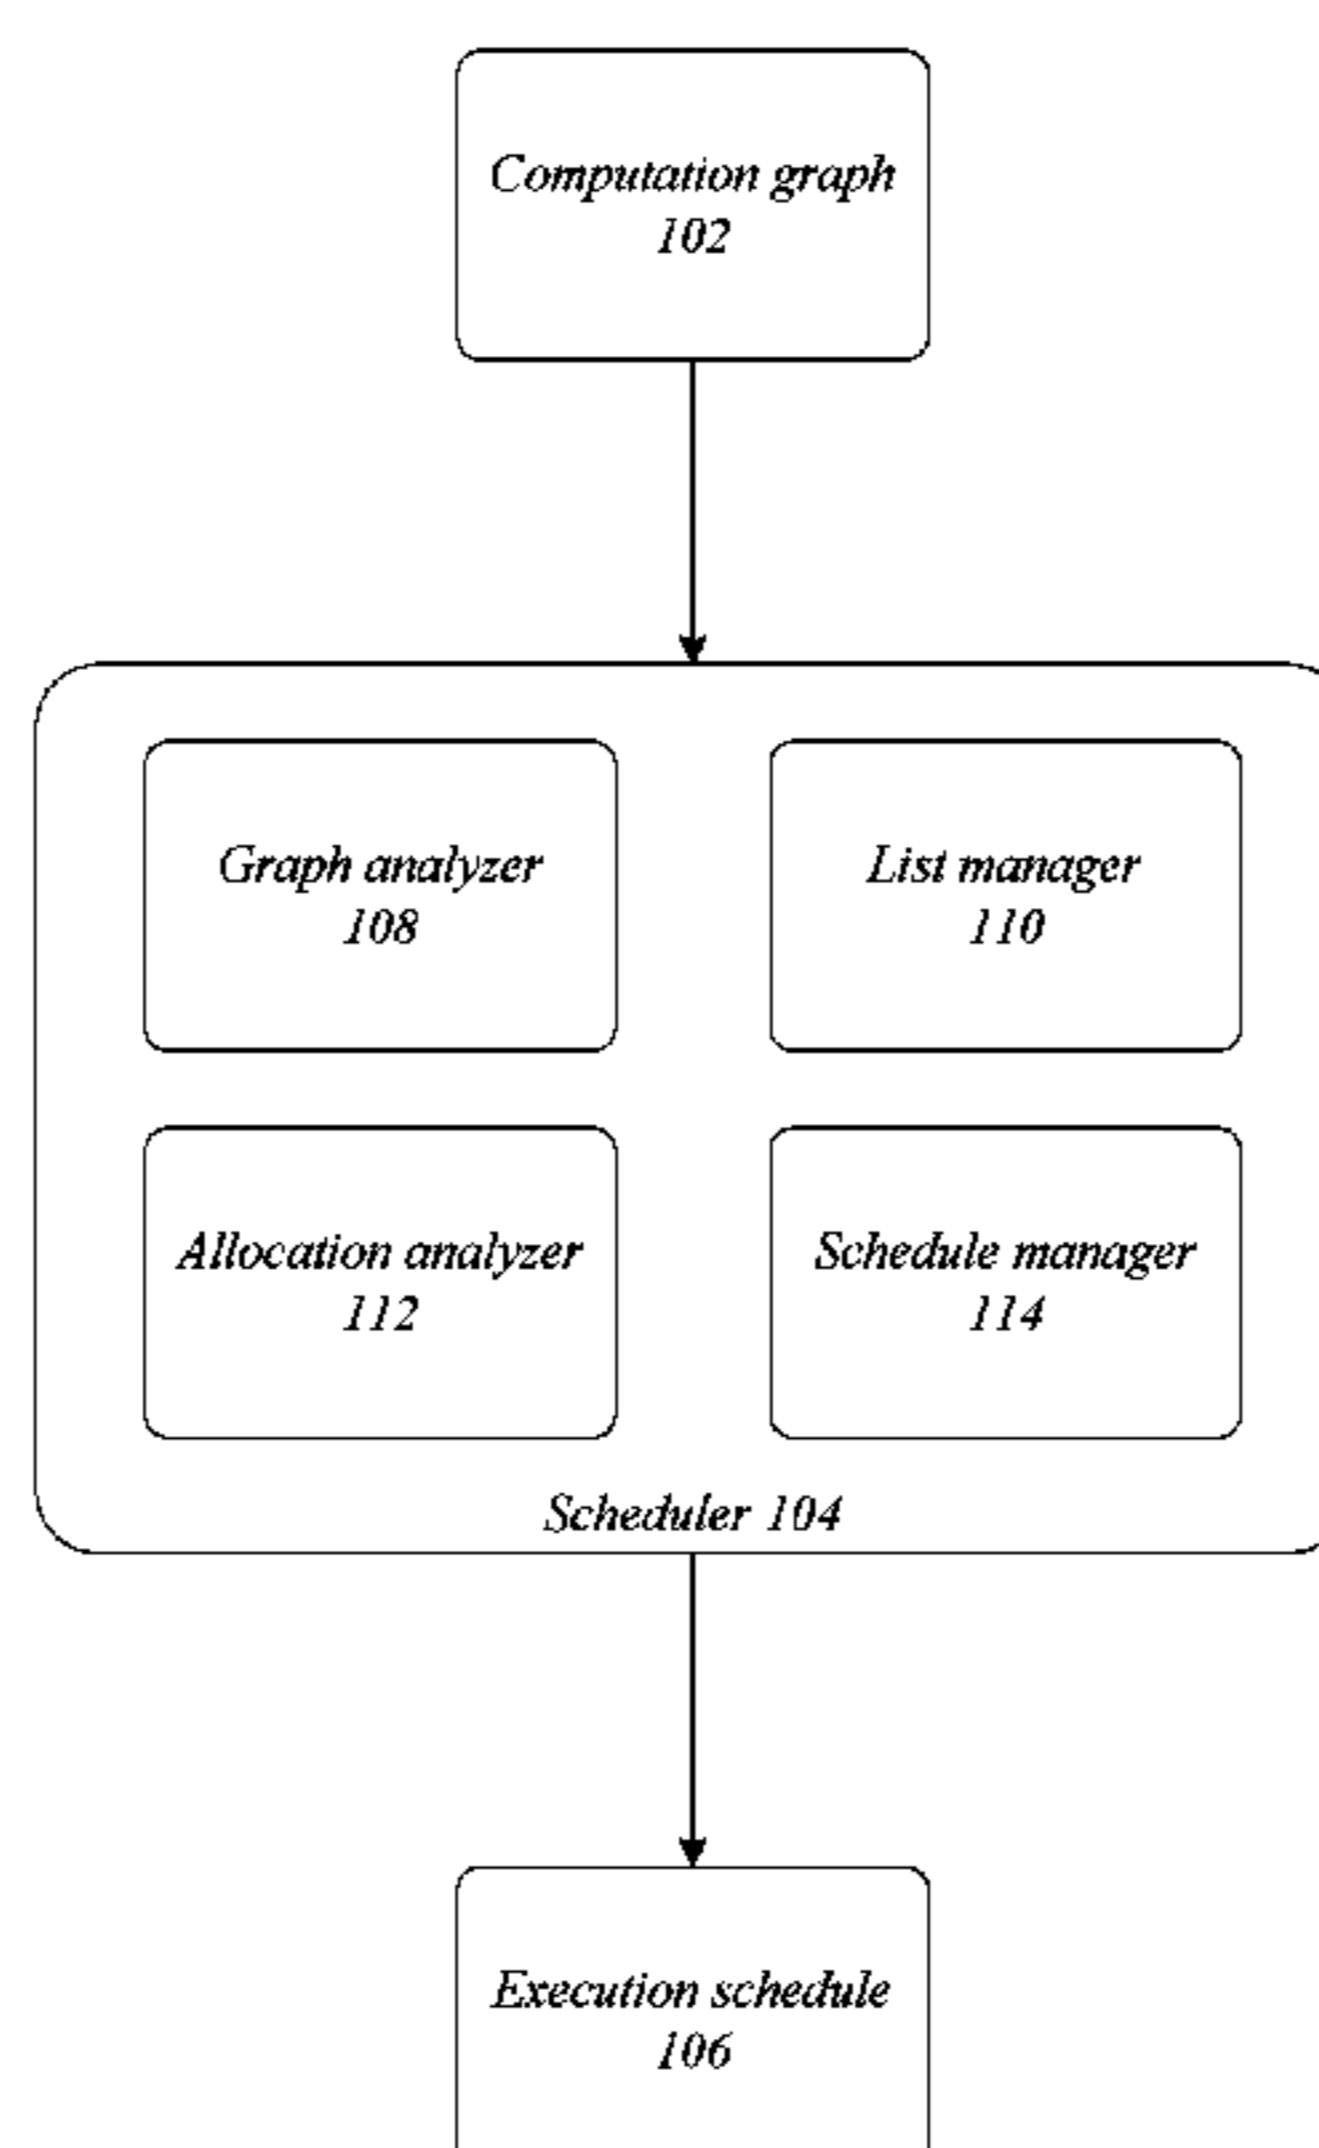 Computation graph
102
Graph analyzer
108
List manager
110
Allocation analyzer
112
Schedule manager
114
Scheduler 104
Execution schedule
106